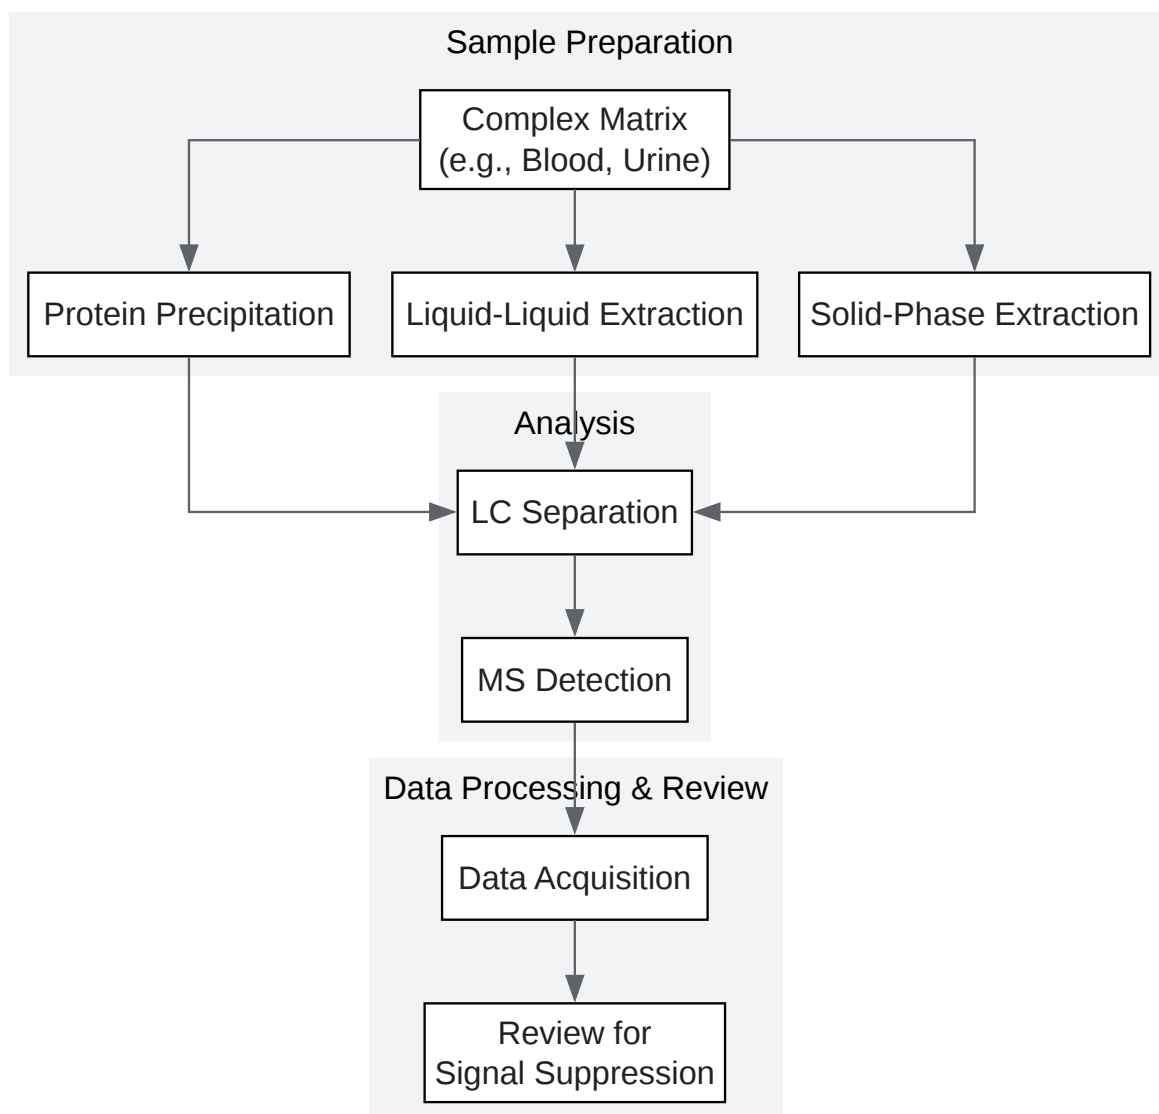 Sample Preparation
Complex Matrix
(e.g., Blood, Urine)
Protein Precipitation
Liquid-Liquid Extraction
Solid-Phase Extraction
Analysis
LC Separation
MS Detection
Data Processing & Review
Data Acquisition
Review for
Signal Suppression